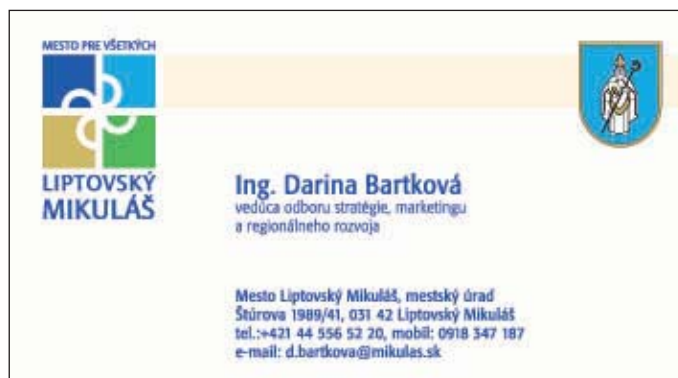 MESTO PRE VŠETKÝCH
LIPTOVSKÝ
MIKULÁŠ
Ing. Darina Bartková
vedúca odboru stratégie, marketingu
a regionálneho rozvoja
Mesto Liptovský Mikuláš, mestský úrad
Štúrova 1989/41, 031 42 Liptovský Mikuláš
tel.:+421 44 556 52 20, mobil: 0918 347 187
e-mail: d.bartkova@mikulas.sk